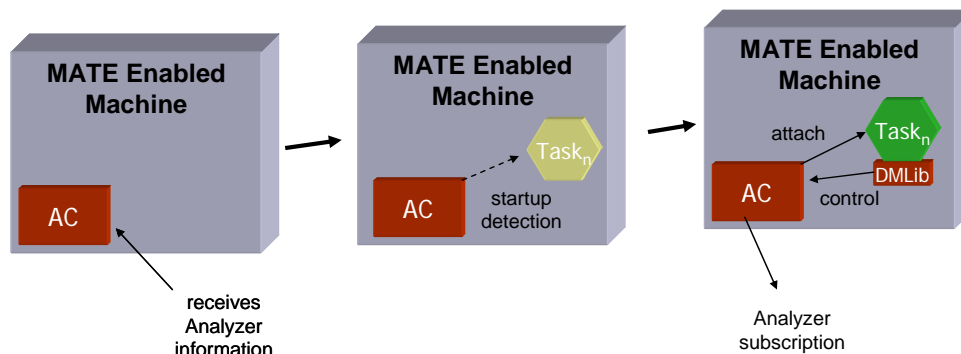 MATE Enabled
Machine
AC
receives
Analyzer
information
MATE Enabled
Machine
Taskn
AC
startup
detection
MATE Enabled
Machine
attach
Taskn
DMLib
AC
control
Analyzer
subscription